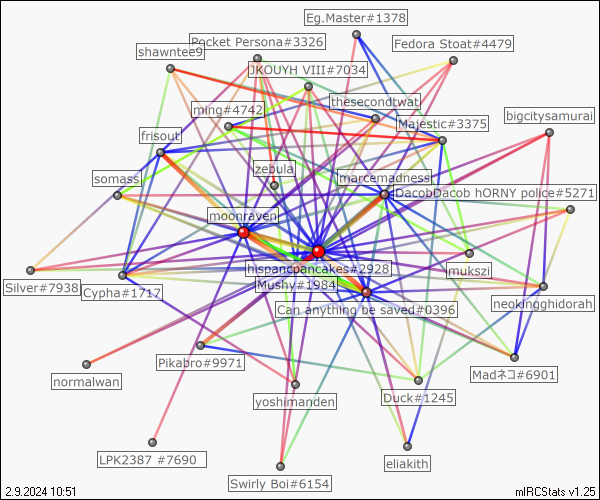 Eg.Master#1378
Pocket Persona#3326
Fedora Stoat#4479
shawntee9
JKOUYH VIII#7034
thesecondtwat
ming#4742
bigcitysamurai
Majestic#3375
frisout
zebula
marcemadness
somass
DacobDacob hORNY police#5271
moonraven
hispancpancakes#2928
mukszi
Silver#7938
Cypha#1717
Mushy#1984
neokingghidorah
Can anything be saved#0396
Pikabro#9971
Madネコ#6901
normalwan
yoshimanden
Duck#1245
LPK2387 #7690
eliakith
Swirly Boi#6154
2.9.2024 10:51
mIRCStats v1.25